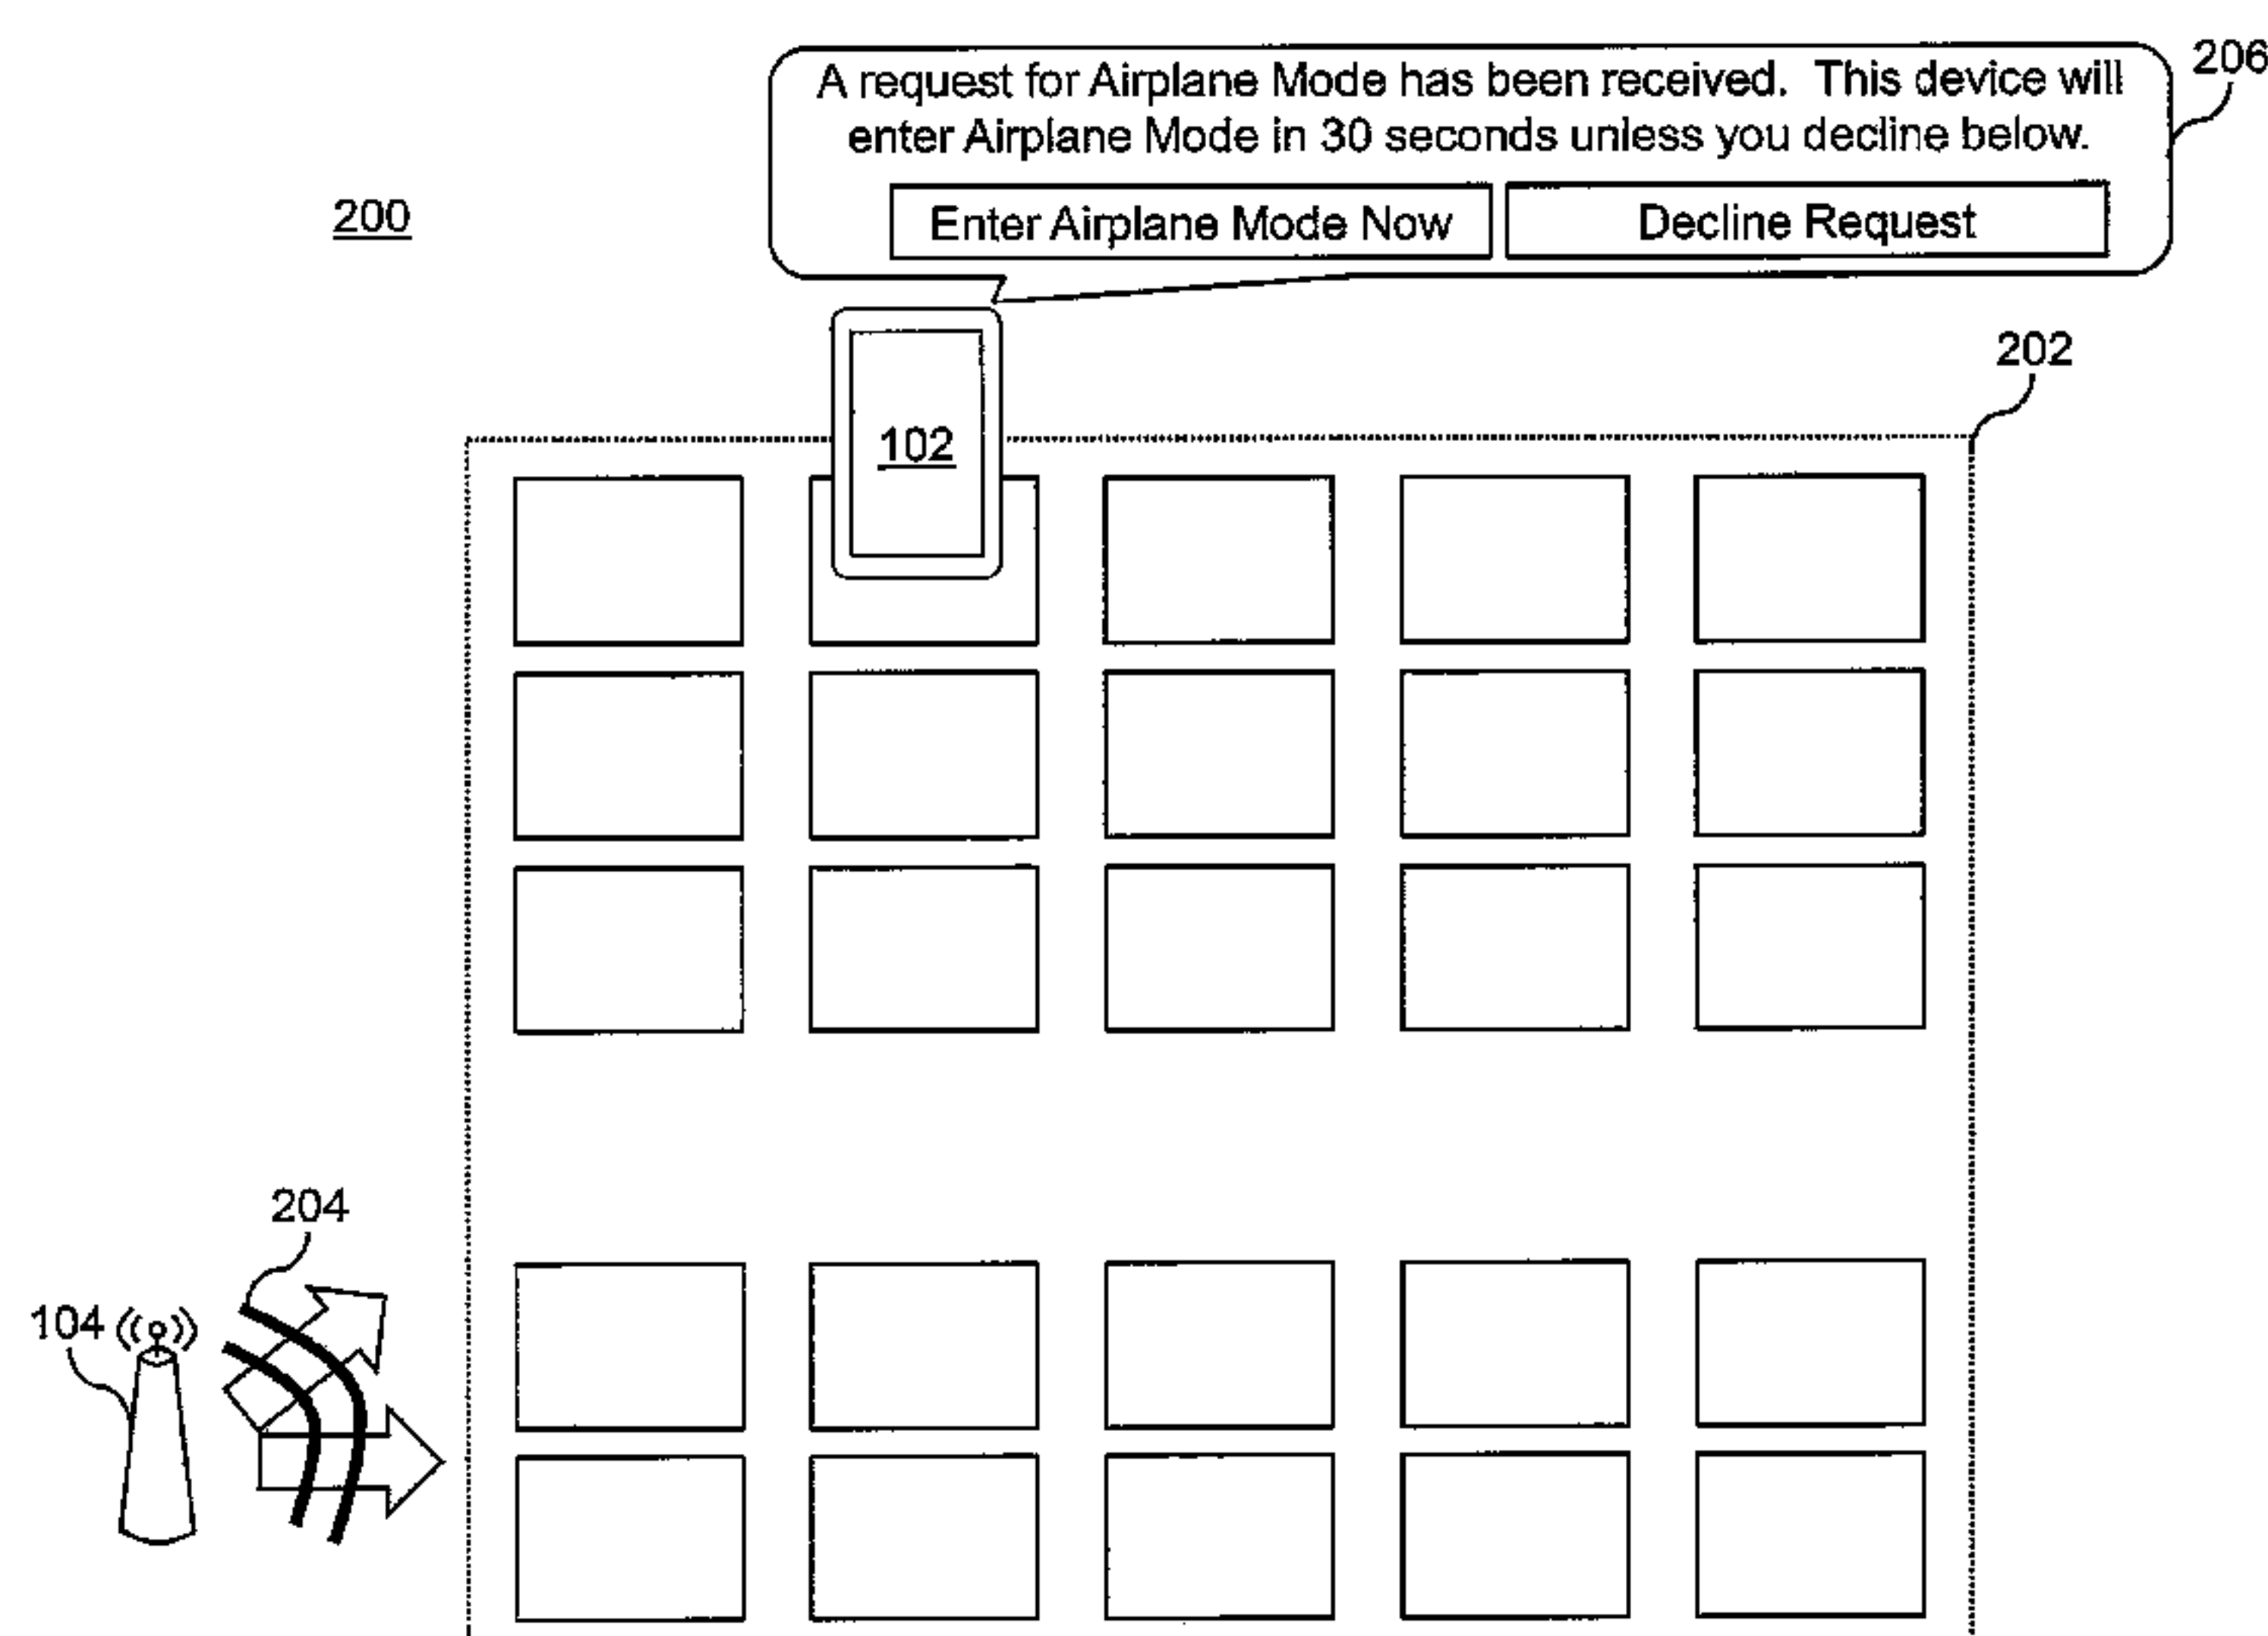 206
A request for Airplane Mode has been received. This device will
enter Airplane Mode in 30 seconds unless you decline below.
200
Enter Airplane Mode Now
Decline Request
202
102
204
104